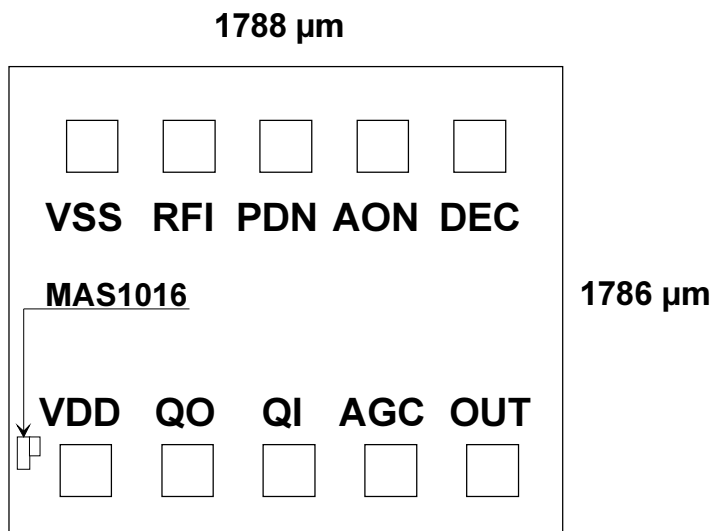 1788 µm
VSS RFI PDN AON DEC
MAS1016
1786 µm
VDD QO QI AGC OUT